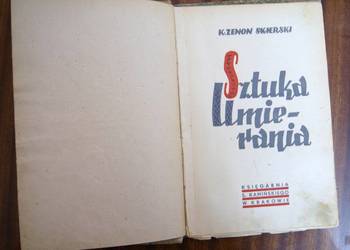 K. ZENON SKIERSKI
Sztuka
Umie-
rania
KSIĘGARNIA
S. KAMIŃSKIEGO
W KRAKOWIE